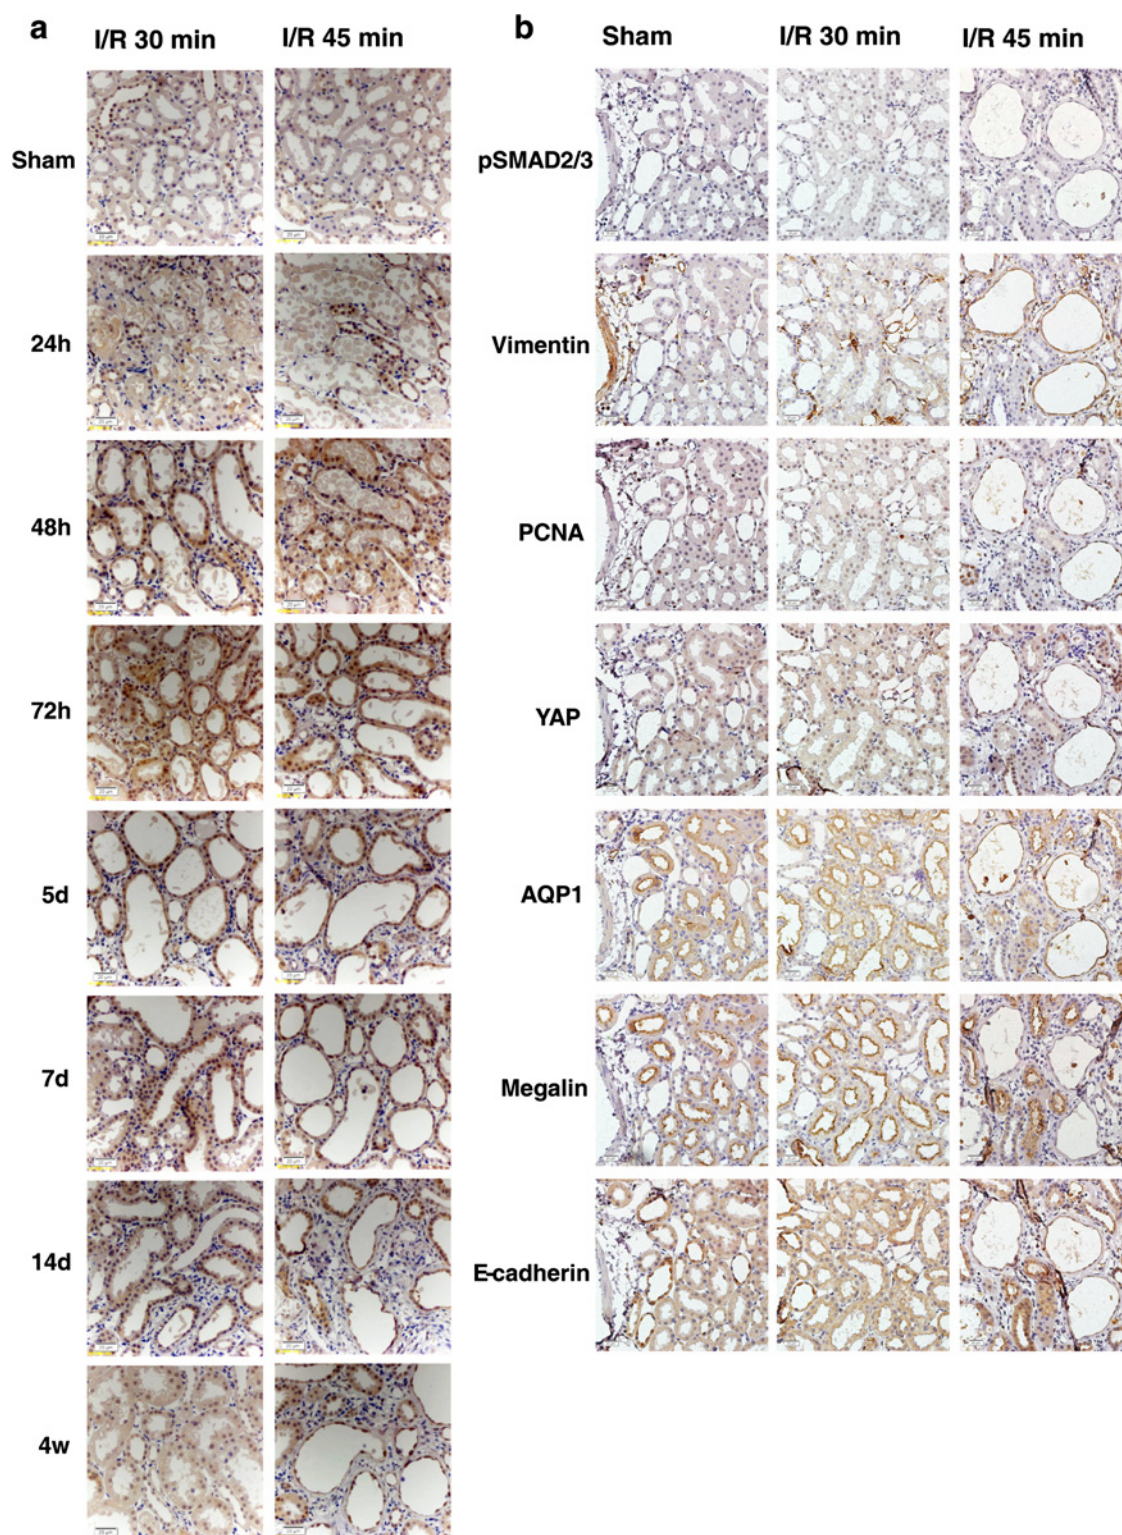 a
I/R 30 min
I/R 45 min
Sham
24h
48h
72h
5d
7d
14d
4w
b
Sham
I/R 30 min
I/R 45 min
pSMAD2/3
Vimentin
PCNA
YAP
AQP1
Megalin
E-cadherin